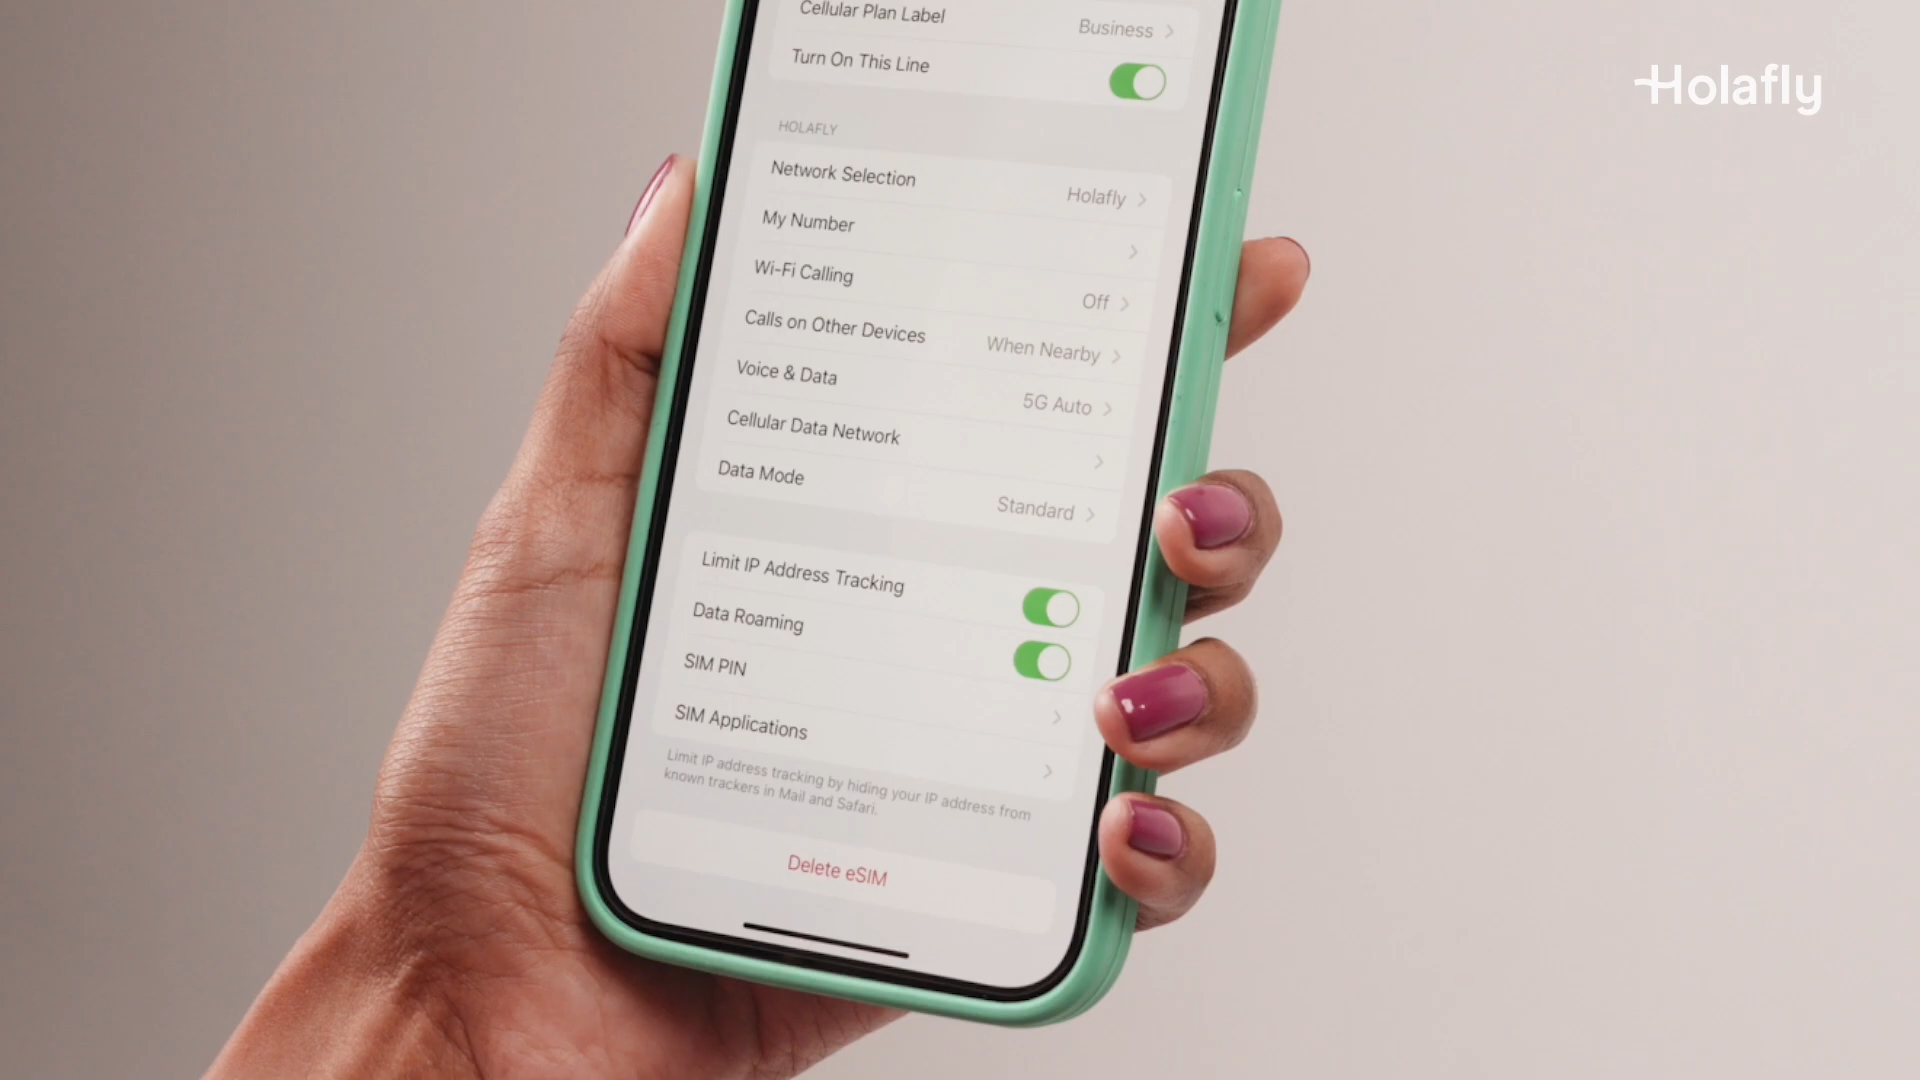 Cellular Plan Label
Business
Turn On This Line
Holafly
HOLAFLY
Network Selection
Holafly
My Number
Wi-Fi Calling
Off
Calls on Other Devices
When Nearby
Voice & Data
5G Auto
Cellular Data Network
Data Mode
Standard
Limit IP Address Tracking
Data Roaming
SIM PIN
SIM Applications
Limit IP address tracking by hiding your IP address from
known trackers in Mail and Safari.
Delete eSIM